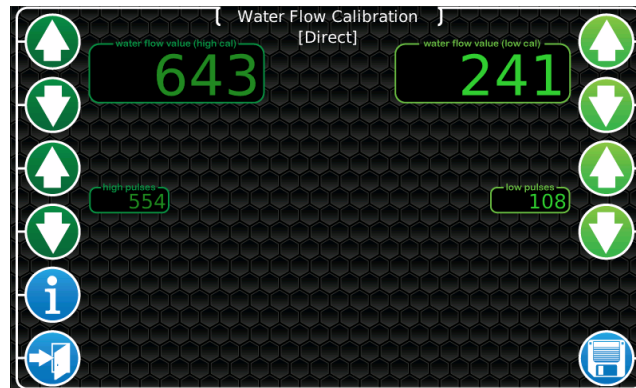 Water Flow Calibration
[Direct]
water flow value (high cal)
643
water flow value (low cal)
241
high pulses
554
low pulses
108